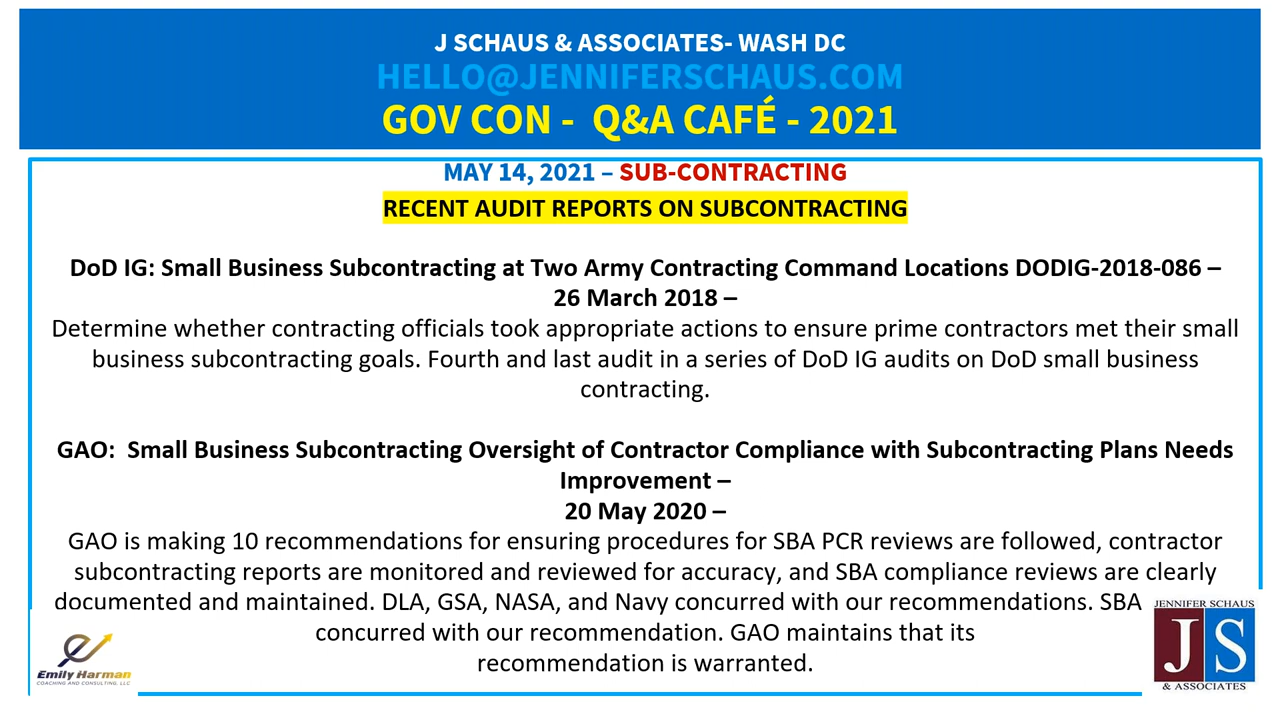 J SCHAUS & ASSOCIATES- WASH DC
HELLO@JENNIFERSCHAUS.COM
GOV CON - Q&A CAFÉ - 2021
MAY 14, 2021 – SUB-CONTRACTING
RECENT AUDIT REPORTS ON SUBCONTRACTING
DoD IG: Small Business Subcontracting at Two Army Contracting Command Locations DODIG-2018-086 –
26 March 2018 –
Determine whether contracting officials took appropriate actions to ensure prime contractors met their small
business subcontracting goals. Fourth and last audit in a series of DoD IG audits on DoD small business
contracting.
GAO: Small Business Subcontracting Oversight of Contractor Compliance with Subcontracting Plans Needs
Improvement –
20 May 2020 –
GAO is making 10 recommendations for ensuring procedures for SBA PCR reviews are followed, contractor
subcontracting reports are monitored and reviewed for accuracy, and SBA compliance reviews are clearly
documented and maintained. DLA, GSA, NASA, and Navy concurred with our recommendations. SBA
concurred with our recommendation. GAO maintains that its
recommendation is warranted.
Emily Harman
COACHING AND CONSULTING, LLC
JENNIFER SCHAUS
J S
& ASSOCIATES